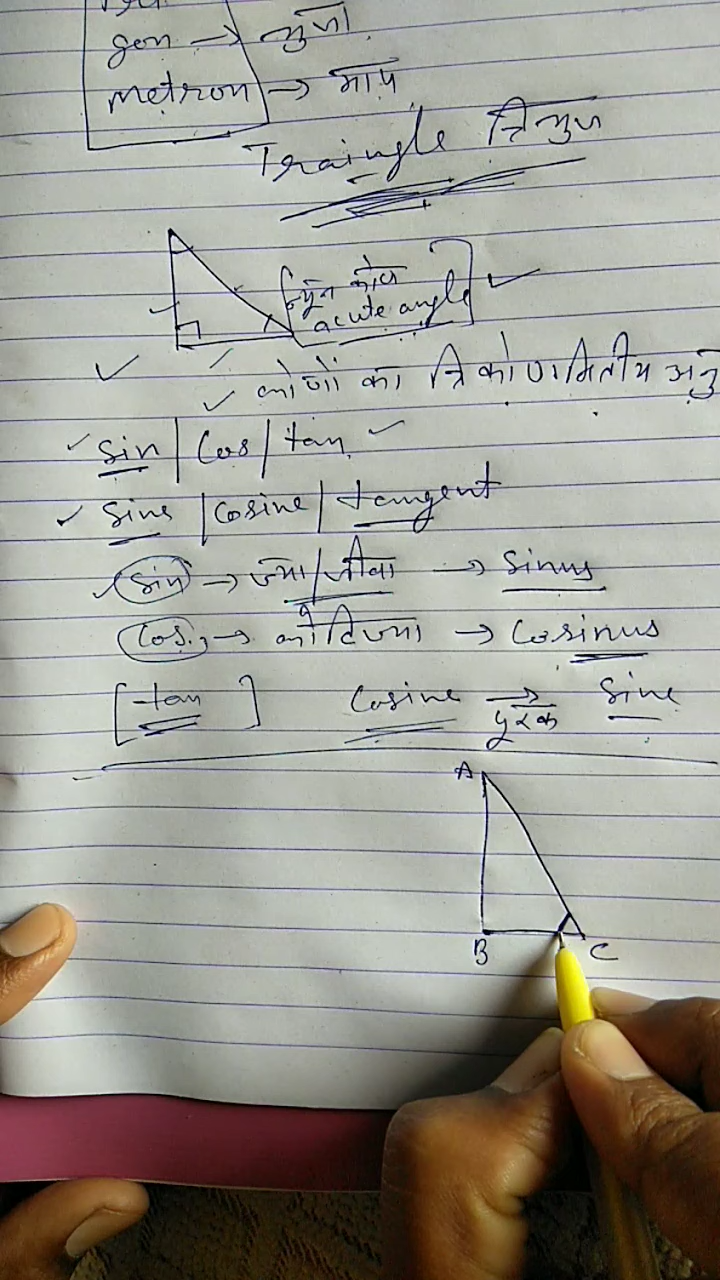 gon → भुजा
metron → माप
Traingle त्रिभुज
न्यून कोण
acute angle
कोणों का त्रिकोणमितीय अनु
sin | Cos | tan
Sine | Cosine | tangent
sin → ज्या/जीवा → Sinus
Cos → कोटिज्या → Cosinus
[tan] Cosine → Sine
पूरक
A
B C